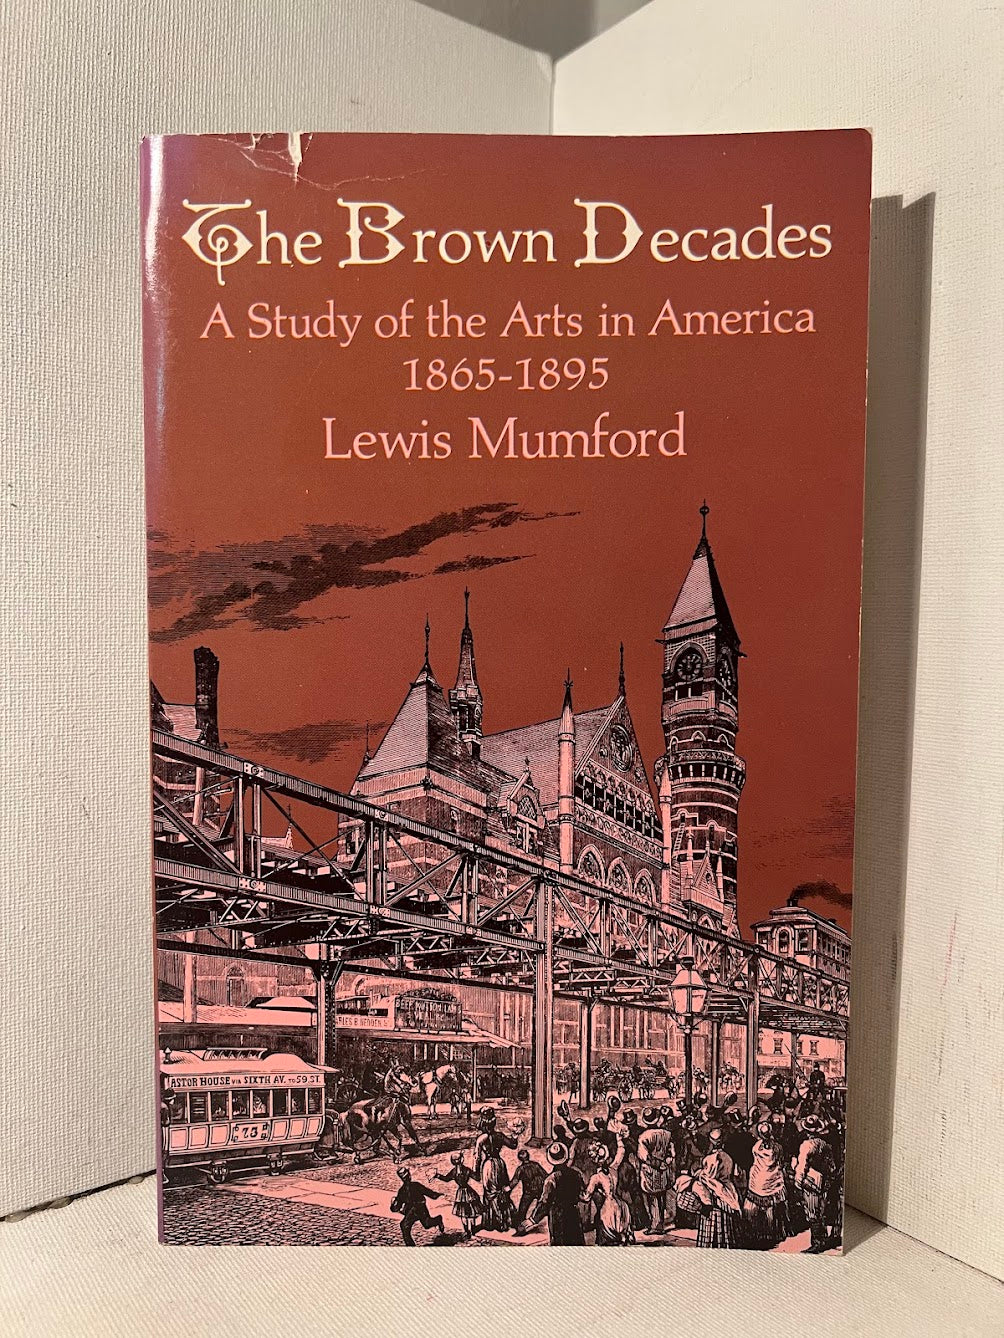 The Brown Decades
A Study of the Arts in America
1865-1895
Lewis Mumford
ASTOR HOUSE VIA SIXTH AV. TO 59 ST.
73